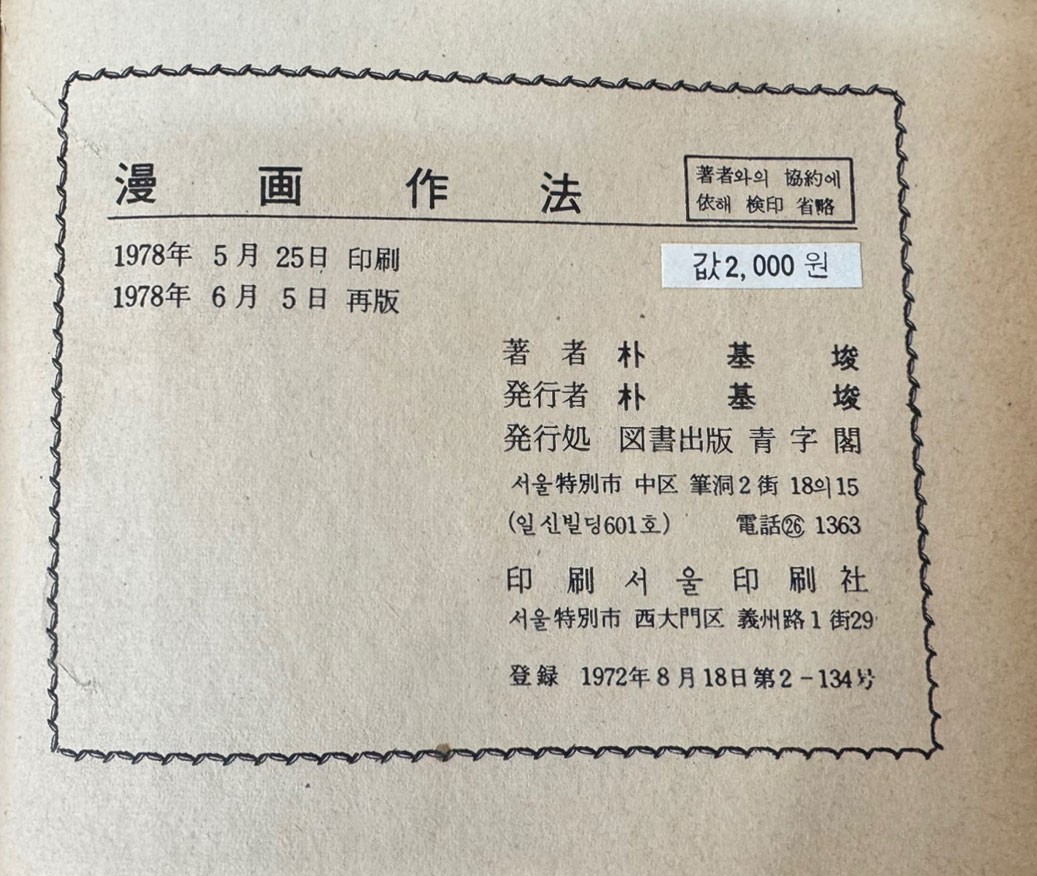 漫画作法
著者와의 協約에
依해 検印 省略
1978年 5月 25日 印刷
1978年 6月 5日 再版
값2,000원
著者 朴基埈
発行者 朴基埈
発行処 図書出版 青字閣
서울特別市 中区 筆洞2街 18의15
(일신빌딩601호) 電話㉖ 1363
印刷 서울印刷社
서울特別市 西大門区 義州路1街29
登録 1972年8月18日第2-134号